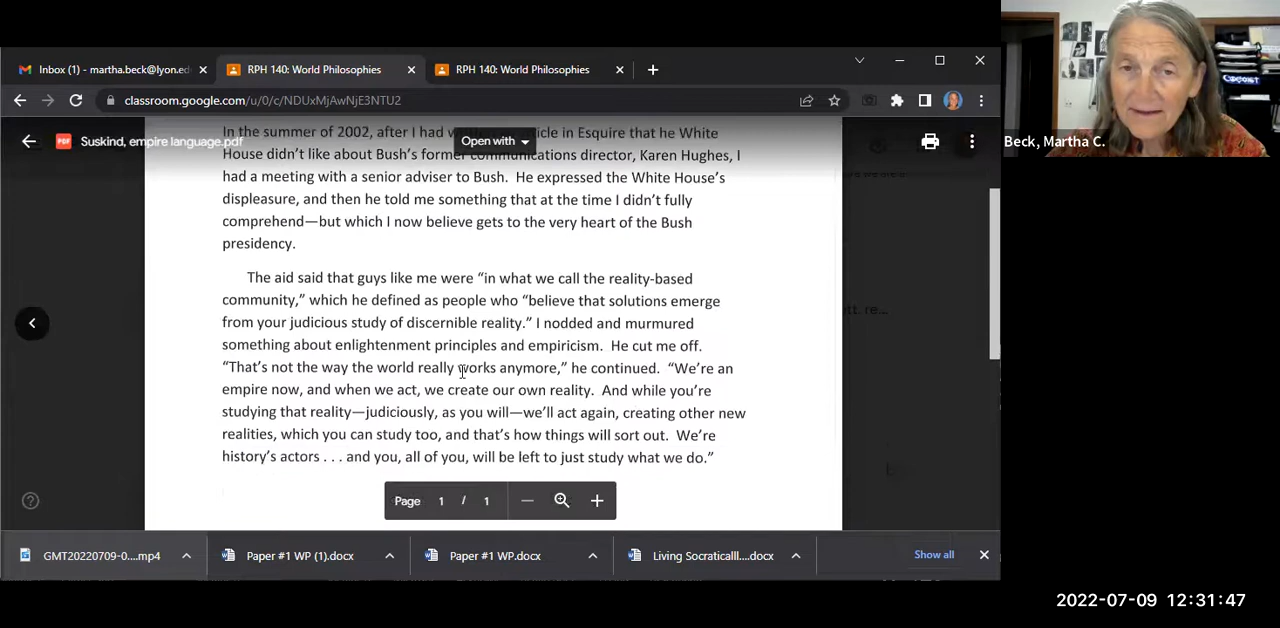 Inbox (1) - martha.beck@lyon.ed
RPH 140: World Philosophies
RPH 140: World Philosophies
classroom.google.com/u/0/c/NDUxMjAwNjE3NTU2
PDF
Suskind, empire language.pdf
Open with
In the summer of 2002, after I had w icle in Esquire that he White
House didn't like about Bush's former communications director, Karen Hughes, I
had a meeting with a senior adviser to Bush. He expressed the White House's
displeasure, and then he told me something that at the time I didn't fully
comprehend—but which I now believe gets to the very heart of the Bush
presidency.
The aid said that guys like me were "in what we call the reality-based
community," which he defined as people who "believe that solutions emerge
from your judicious study of discernible reality." I nodded and murmured
something about enlightenment principles and empiricism. He cut me off.
"That's not the way the world really works anymore," he continued. "We're an
empire now, and when we act, we create our own reality. And while you're
studying that reality—judiciously, as you will—we'll act again, creating other new
realities, which you can study too, and that's how things will sort out. We're
history's actors . . . and you, all of you, will be left to just study what we do."
Page 1 / 1
GMT20220709-0....mp4
Paper #1 WP (1).docx
Paper #1 WP.docx
Living Socraticalll....docx
Show all
Beck, Martha C.
2022-07-09 12:31:47